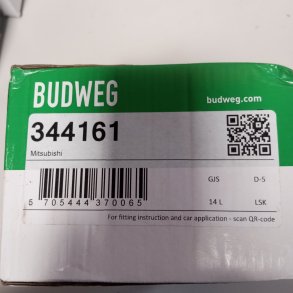 BUDWEG
budweg.com
344161
Mitsubishi
GJS D-5
14 L LSK
5 705444 370065
For fitting instruction and car application - scan QR-code